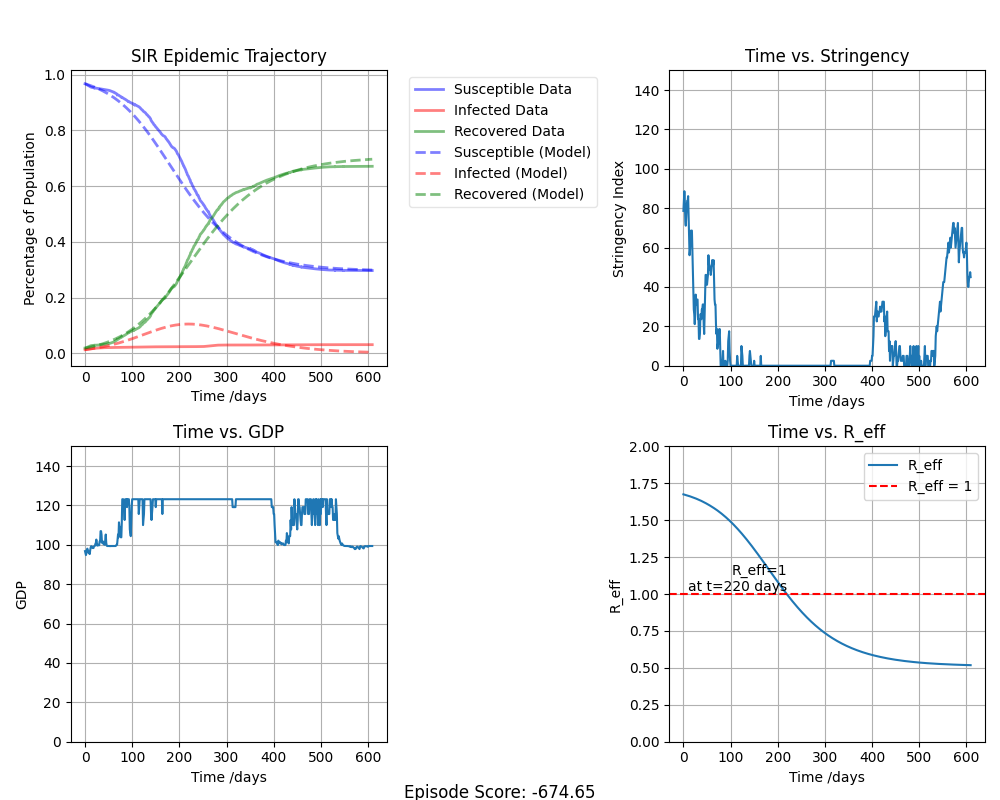 SIR Epidemic Trajectory
1.0
0.8
0.6
0.4
0.2
0.0
Percentage of Population
0 100 200 300 400 500 600
Time /days
Susceptible Data
Infected Data
Recovered Data
Susceptible (Model)
Infected (Model)
Recovered (Model)
Time vs. Stringency
140
120
100
80
60
40
20
0
Stringency Index
0 100 200 300 400 500 600
Time /days
Time vs. GDP
140
120
100
80
60
40
20
0
GDP
0 100 200 300 400 500 600
Time /days
Time vs. R_eff
2.00
1.75
1.50
1.25
1.00
0.75
0.50
0.25
0.00
R_eff
R_eff
R_eff = 1
R_eff=1
at t=220 days
0 100 200 300 400 500 600
Time /days
Episode Score: -674.65